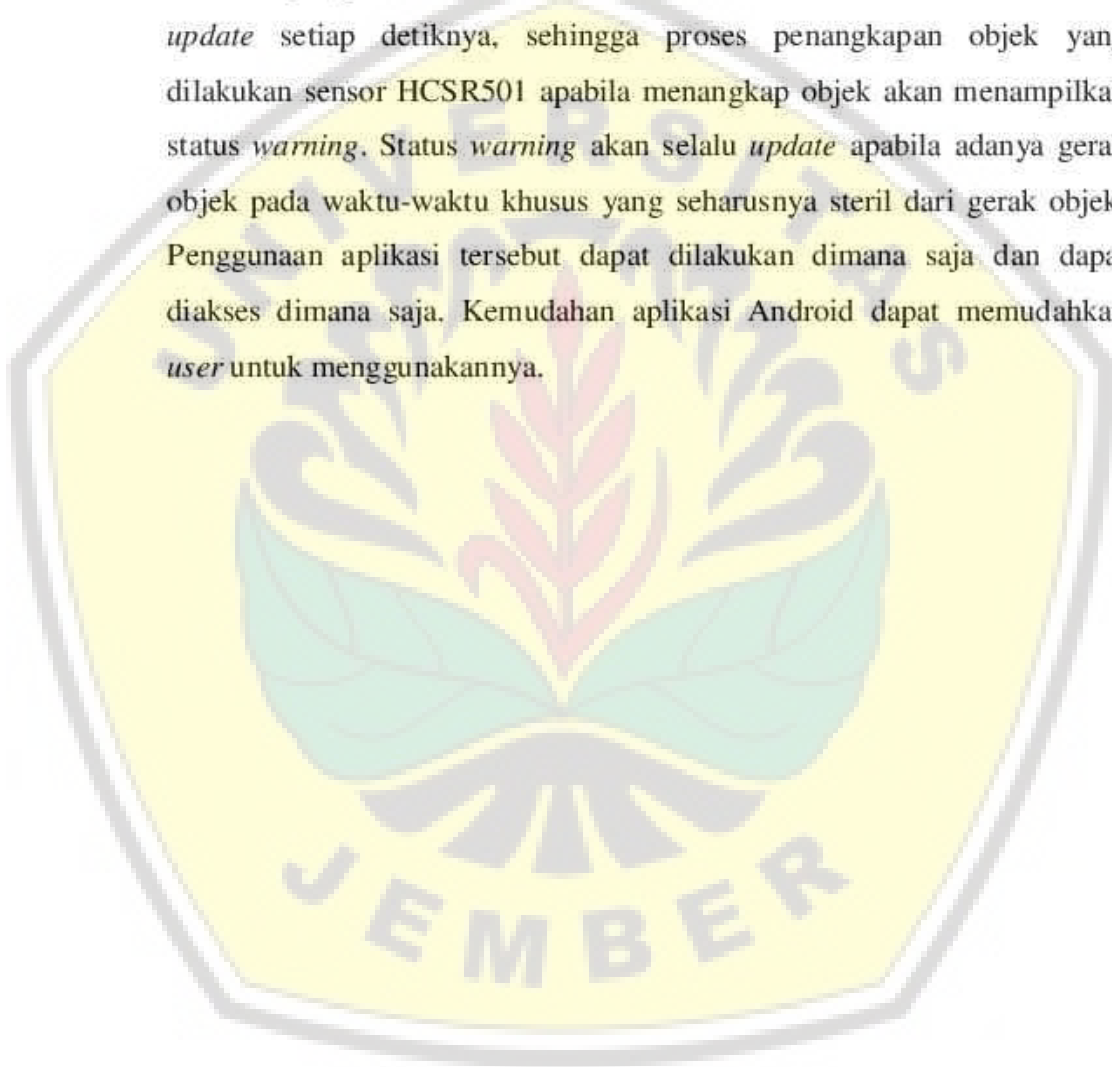 update setiap detiknya, sehingga proses penangkapan objek yan
dilakukan sensor HCSR501 apabila menangkap objek akan menampilka
status warning. Status warning akan selalu update apabila adanya gera
objek pada waktu-waktu khusus yang seharusnya steril dari gerak objek
Penggunaan aplikasi tersebut dapat dilakukan dimana saja dan dapa
diakses dimana saja. Kemudahan aplikasi Android dapat memudahka
user untuk menggunakannya.
UNIVERSITAS
JEMBER